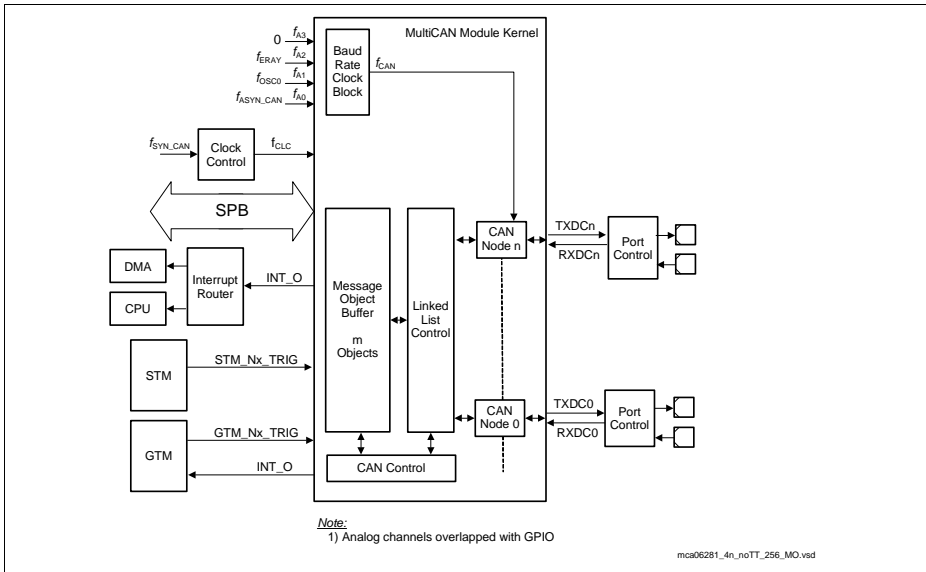 MultiCAN Module Kernel
0 fA3
fERAY fA2
fOSC0 fA1
fASYN_CAN fA0
Baud
Rate
Clock
Block
fCAN
fSYN_CAN
Clock
Control
fCLC
SPB
DMA
CPU
Interrupt
Router
INT_O
STM
STM_Nx_TRIG
GTM
GTM_Nx_TRIG
INT_O
Message
Object
Buffer
m
Objects
Linked
List
Control
CAN
Node n
CAN
Node 0
CAN Control
TXDCn
RXDCn
Port
Control
TXDC0
RXDC0
Port
Control
Note:
1) Analog channels overlapped with GPIO
mca06281_4n_noTT_256_MO.vsd